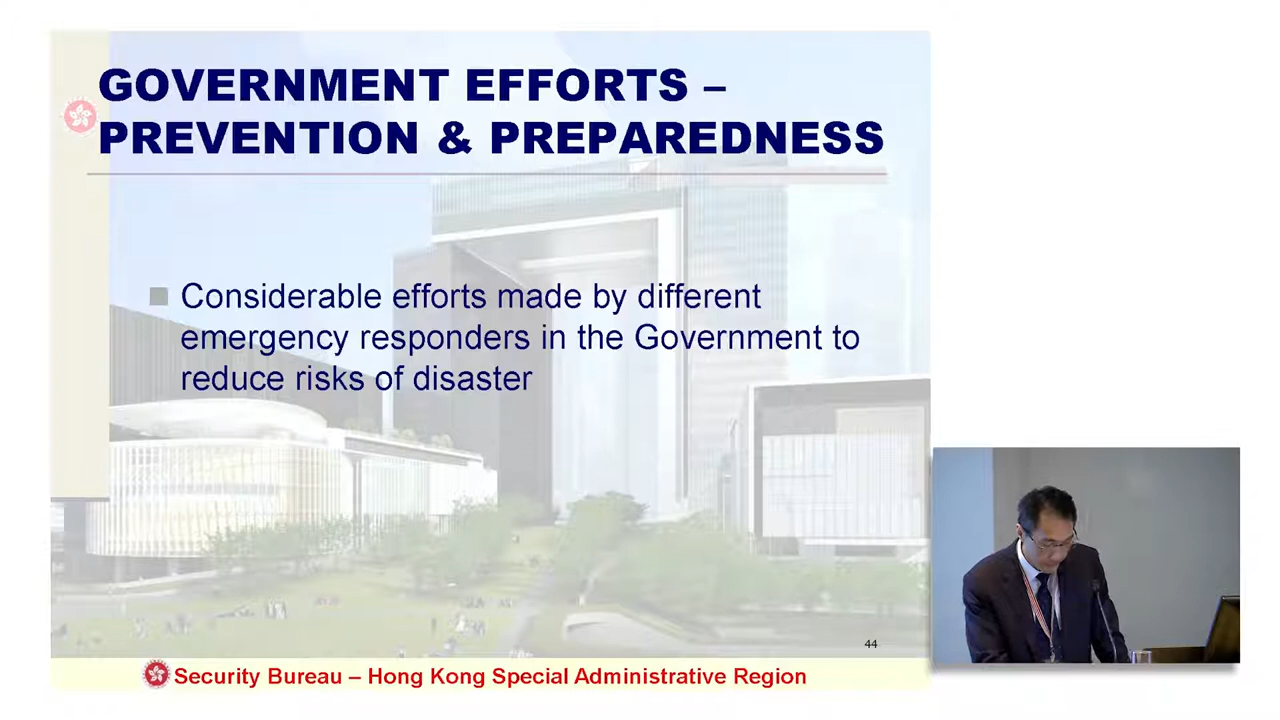 GOVERNMENT EFFORTS –
PREVENTION & PREPAREDNESS
Considerable efforts made by different
emergency responders in the Government to
reduce risks of disaster
44
Security Bureau – Hong Kong Special Administrative Region